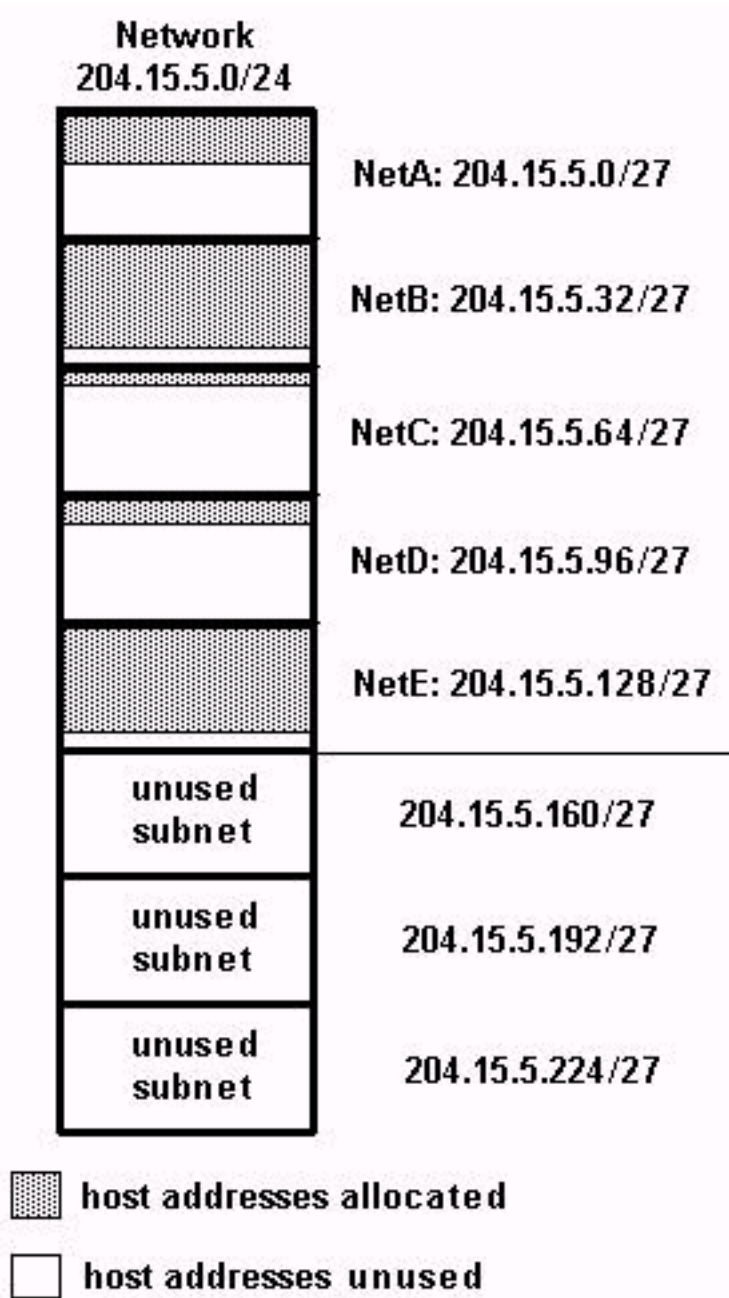 Network
204.15.5.0/24
NetA: 204.15.5.0/27
NetB: 204.15.5.32/27
NetC: 204.15.5.64/27
NetD: 204.15.5.96/27
NetE: 204.15.5.128/27
unused
subnet
204.15.5.160/27
unused
subnet
204.15.5.192/27
unused
subnet
204.15.5.224/27
host addresses allocated
host addresses unused